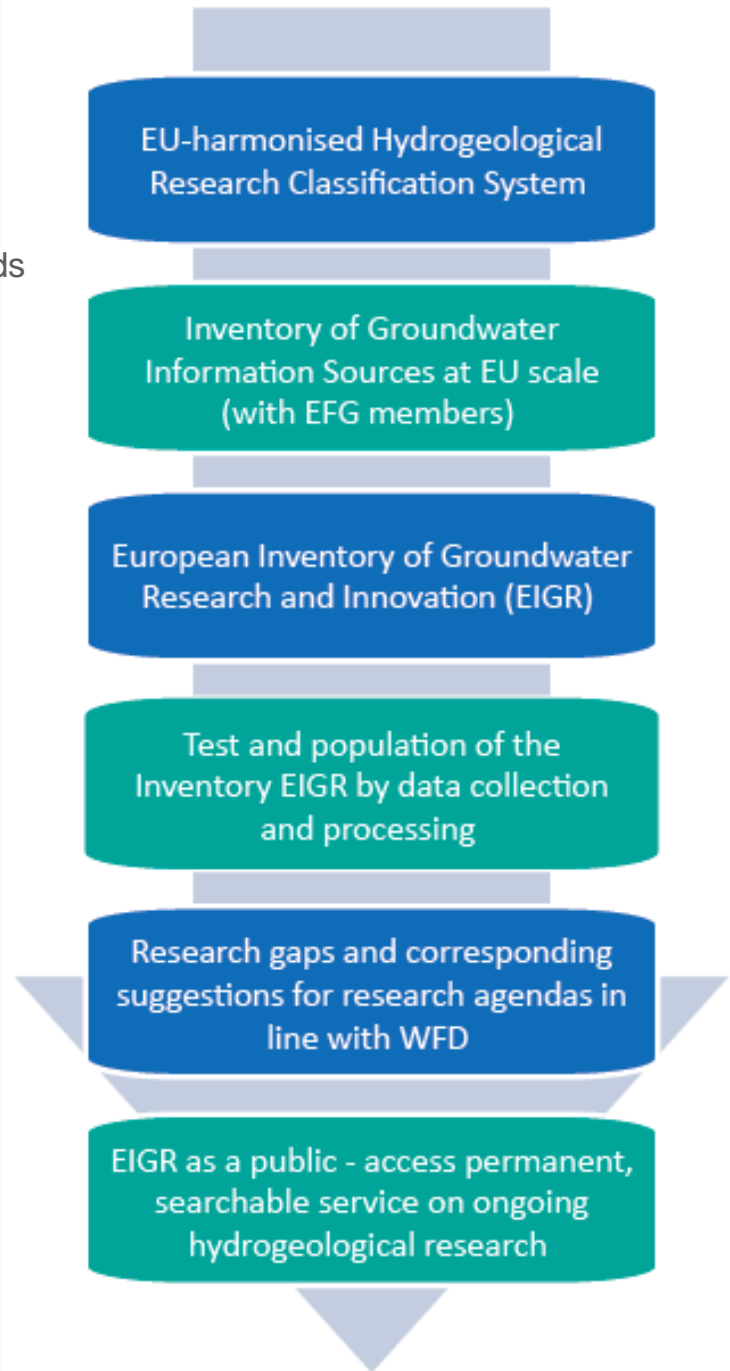 EU-harmonised Hydrogeological
Research Classification System
ds
Inventory of Groundwater
Information Sources at EU scale
(with EFG members)
European Inventory of Groundwater
Research and Innovation (EIGR)
Test and population of the
Inventory EIGR by data collection
and processing
Research gaps and corresponding
suggestions for research agendas in
line with WFD
EIGR as a public - access permanent,
searchable service on ongoing
hydrogeological research